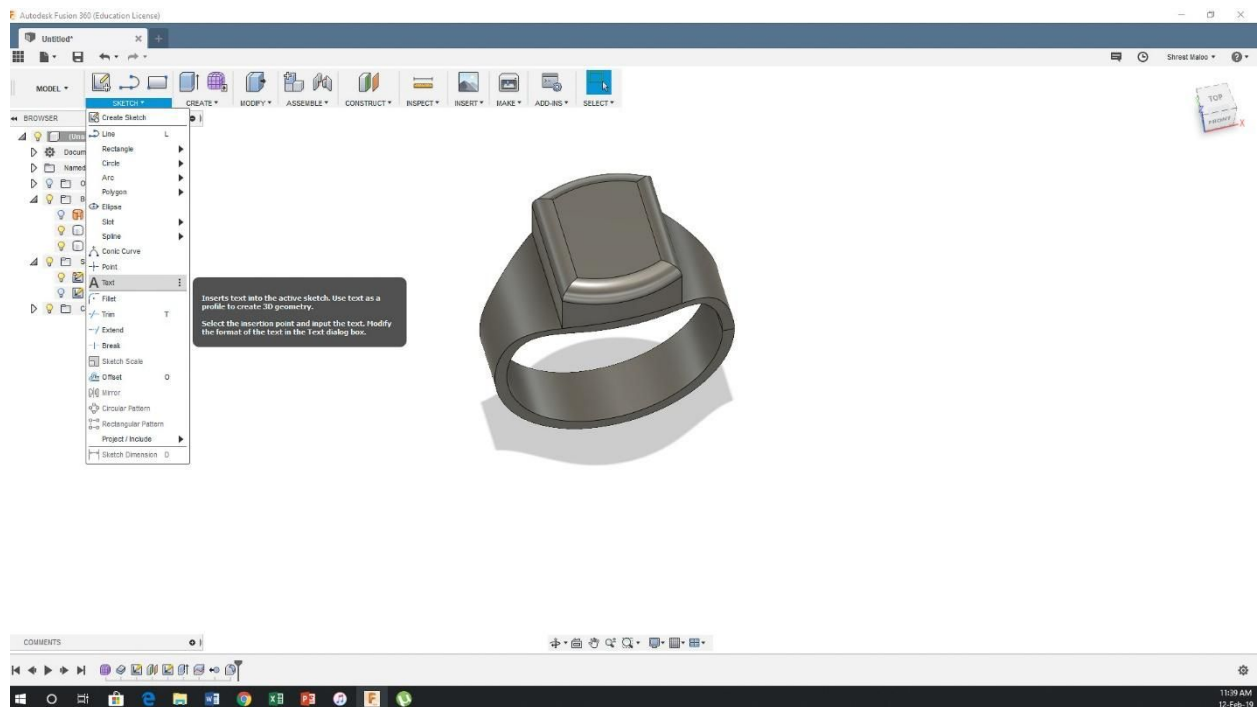 Autodesk Fusion 360 (Education License)
Untitled*
Shreet Maloo
MODEL
SKETCH
CREATE
MODIFY
ASSEMBLE
CONSTRUCT
INSPECT
INSERT
MAKE
ADD-INS
SELECT
TOP
FRONT
X
BROWSER
Create Sketch
(Uns
Line L
Docum
Rectangle
Named
Circle
Arc
O
Polygon
B
Ellipse
Slot
Spline
Conic Curve
S
Point
Text
Fillet
C
Trim T
Extend
Break
Sketch Scale
Offset O
Mirror
Circular Pattern
Rectangular Pattern
Project / Include
Sketch Dimension D
Inserts text into the active sketch. Use text as a
profile to create 3D geometry.
Select the insertion point and input the text. Modify
the format of the text in the Text dialog box.
COMMENTS
11:39 AM
12-Feb-19